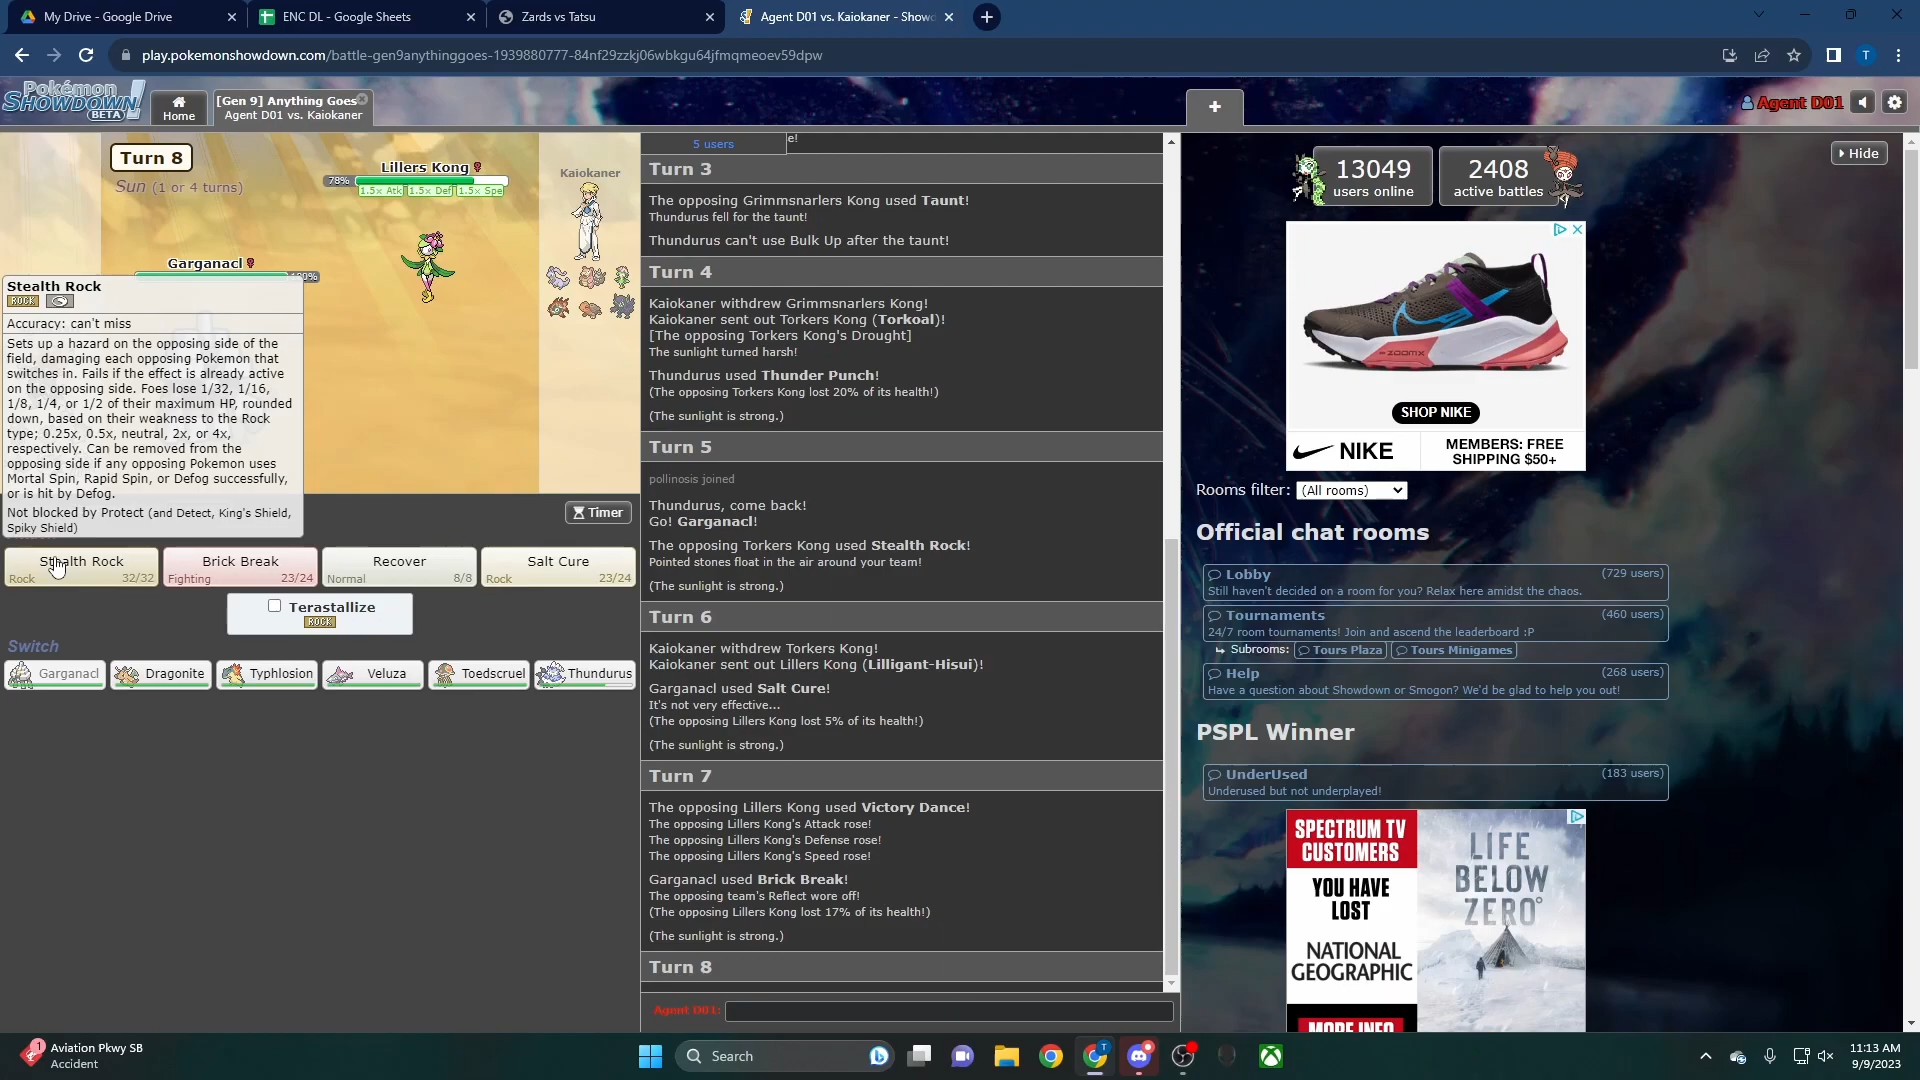 My Drive - Google Drive
ENC DL - Google Sheets
Zards vs Tatsu
Agent D01 vs. Kaiokaner - Show
play.pokemonshowdown.com/battle-gen9anythinggoes-1939880777-84nf29zzkj06wbkgu64jfmqmeoev59dpw
T
Pokémon
SHOWDOWN!
BETA
Home
[Gen 9] Anything Goes
Agent D01 vs. Kaiokaner
Agent D01
Turn 8
Sun (1 or 4 turns)
Lillers Kong
78%
1.5× Atk 1.5× Def 1.5× Spe
Kaiokaner
Garganacl
100%
Stealth Rock
ROCK
Accuracy: can't miss
Sets up a hazard on the opposing side of the
field, damaging each opposing Pokemon that
switches in. Fails if the effect is already active
on the opposing side. Foes lose 1/32, 1/16,
1/8, 1/4, or 1/2 of their maximum HP, rounded
down, based on their weakness to the Rock
type; 0.25x, 0.5x, neutral, 2x, or 4x,
respectively. Can be removed from the
opposing side if any opposing Pokemon uses
Mortal Spin, Rapid Spin, or Defog successfully,
or is hit by Defog.
Not blocked by Protect (and Detect, King's Shield,
Spiky Shield)
Timer
Stealth Rock
Rock 32/32
Brick Break
Fighting 23/24
Recover
Normal 8/8
Salt Cure
Rock 23/24
Terastallize
ROCK
Switch
Garganacl
Dragonite
Typhlosion
Veluza
Toedscruel
Thundurus
5 users
e!
Turn 3
The opposing Grimmsnarlers Kong used Taunt!
Thundurus fell for the taunt!
Thundurus can't use Bulk Up after the taunt!
Turn 4
Kaiokaner withdrew Grimmsnarlers Kong!
Kaiokaner sent out Torkers Kong (Torkoal)!
[The opposing Torkers Kong's Drought]
The sunlight turned harsh!
Thundurus used Thunder Punch!
(The opposing Torkers Kong lost 20% of its health!)
(The sunlight is strong.)
Turn 5
pollinosis joined
Thundurus, come back!
Go! Garganacl!
The opposing Torkers Kong used Stealth Rock!
Pointed stones float in the air around your team!
(The sunlight is strong.)
Turn 6
Kaiokaner withdrew Torkers Kong!
Kaiokaner sent out Lillers Kong (Lilligant-Hisui)!
Garganacl used Salt Cure!
It's not very effective...
(The opposing Lillers Kong lost 5% of its health!)
(The sunlight is strong.)
Turn 7
The opposing Lillers Kong used Victory Dance!
The opposing Lillers Kong's Attack rose!
The opposing Lillers Kong's Defense rose!
The opposing Lillers Kong's Speed rose!
Garganacl used Brick Break!
The opposing team's Reflect wore off!
(The opposing Lillers Kong lost 17% of its health!)
(The sunlight is strong.)
Turn 8
Agent D01:
Hide
13049
users online
2408
active battles
ZOOMX
SHOP NIKE
NIKE
MEMBERS: FREE
SHIPPING $50+
Rooms filter: (All rooms)
Official chat rooms
Lobby (729 users)
Still haven't decided on a room for you? Relax here amidst the chaos.
Tournaments (460 users)
24/7 room tournaments! Join and ascend the leaderboard :P
Subrooms: Tours Plaza Tours Minigames
Help (268 users)
Have a question about Showdown or Smogon? We'd be glad to help you out!
PSPL Winner
UnderUsed (183 users)
Underused but not underplayed!
SPECTRUM TV
CUSTOMERS
YOU HAVE
LOST
NATIONAL
GEOGRAPHIC
MORE INFO
LIFE
BELOW
ZERO°
1
Aviation Pkwy SB
Accident
Search
T
11:13 AM
9/9/2023